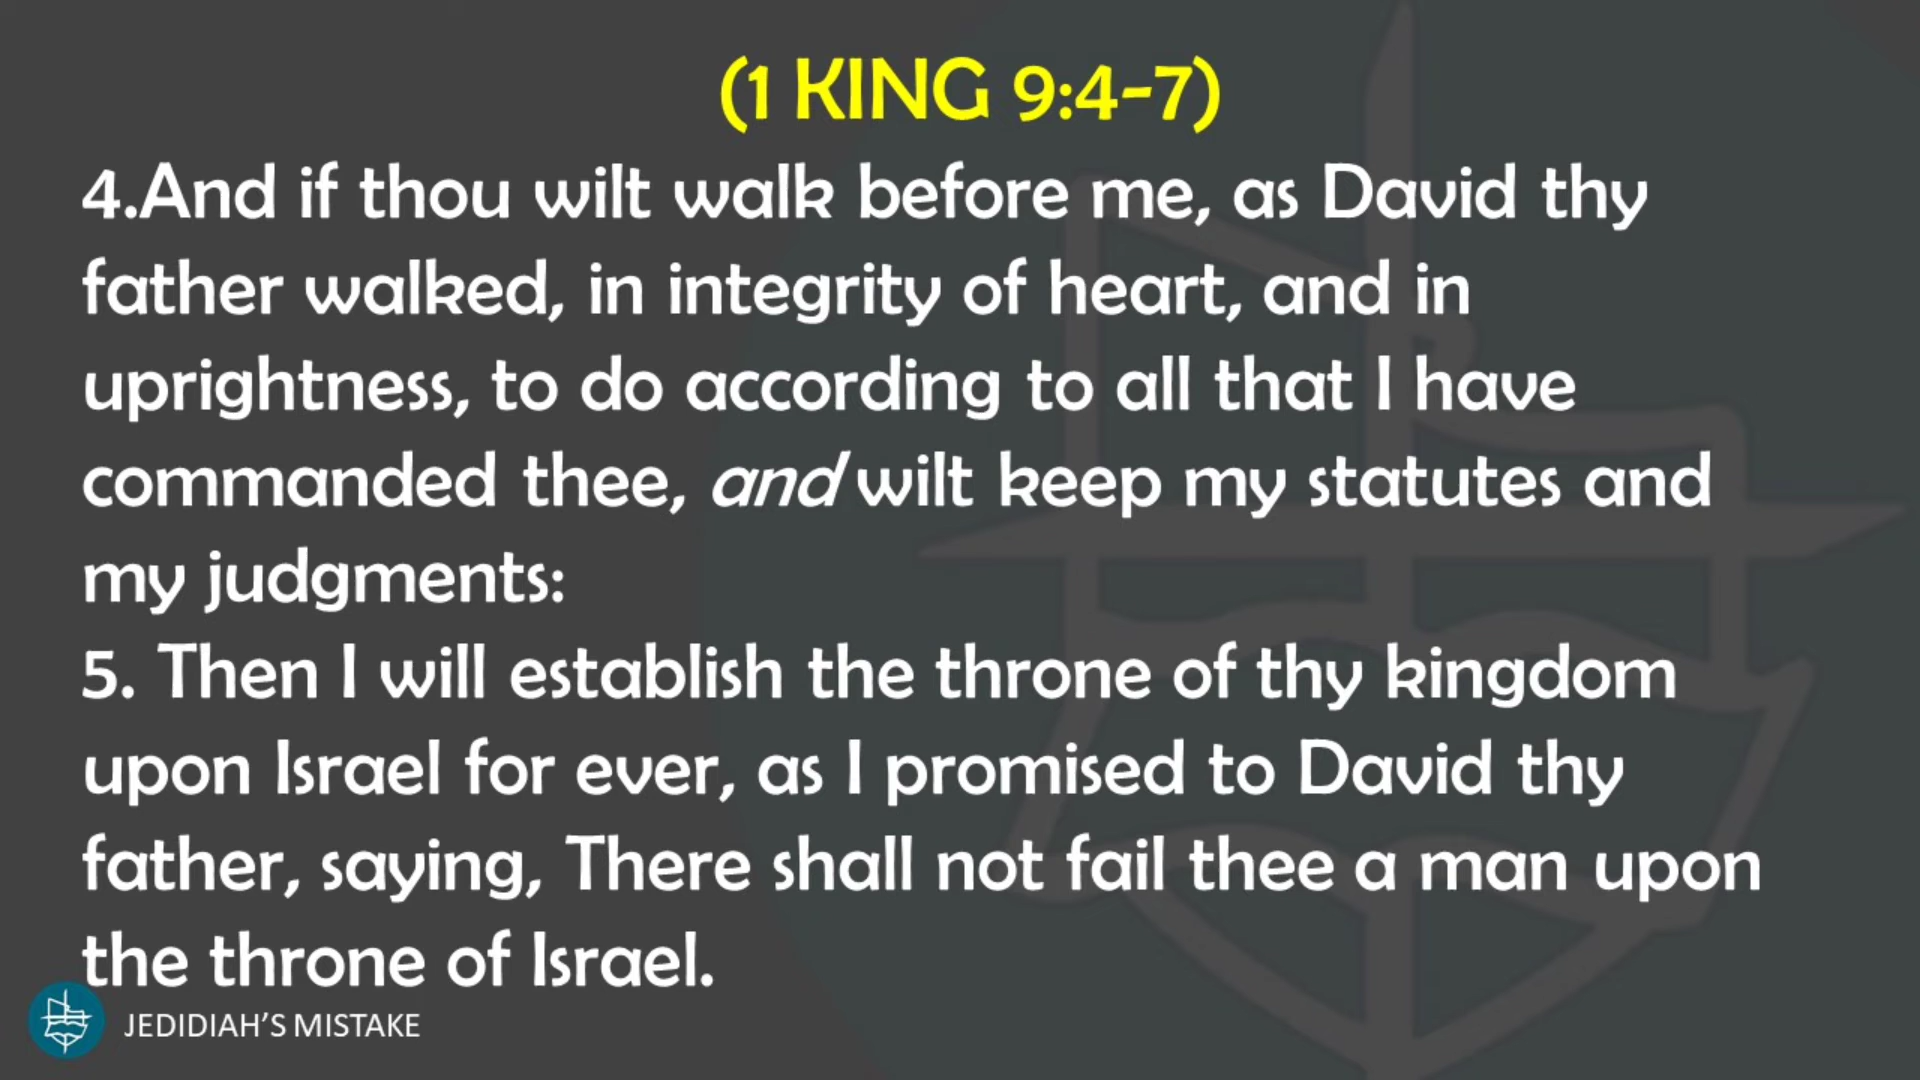 (1 KING 9:4-7)
4.And if thou wilt walk before me, as David thy
father walked, in integrity of heart, and in
uprightness, to do according to all that I have
commanded thee, and wilt keep my statutes and
my judgments:
5. Then I will establish the throne of thy kingdom
upon Israel for ever, as I promised to David thy
father, saying, There shall not fail thee a man upon
the throne of Israel.
JEDIDIAH'S MISTAKE